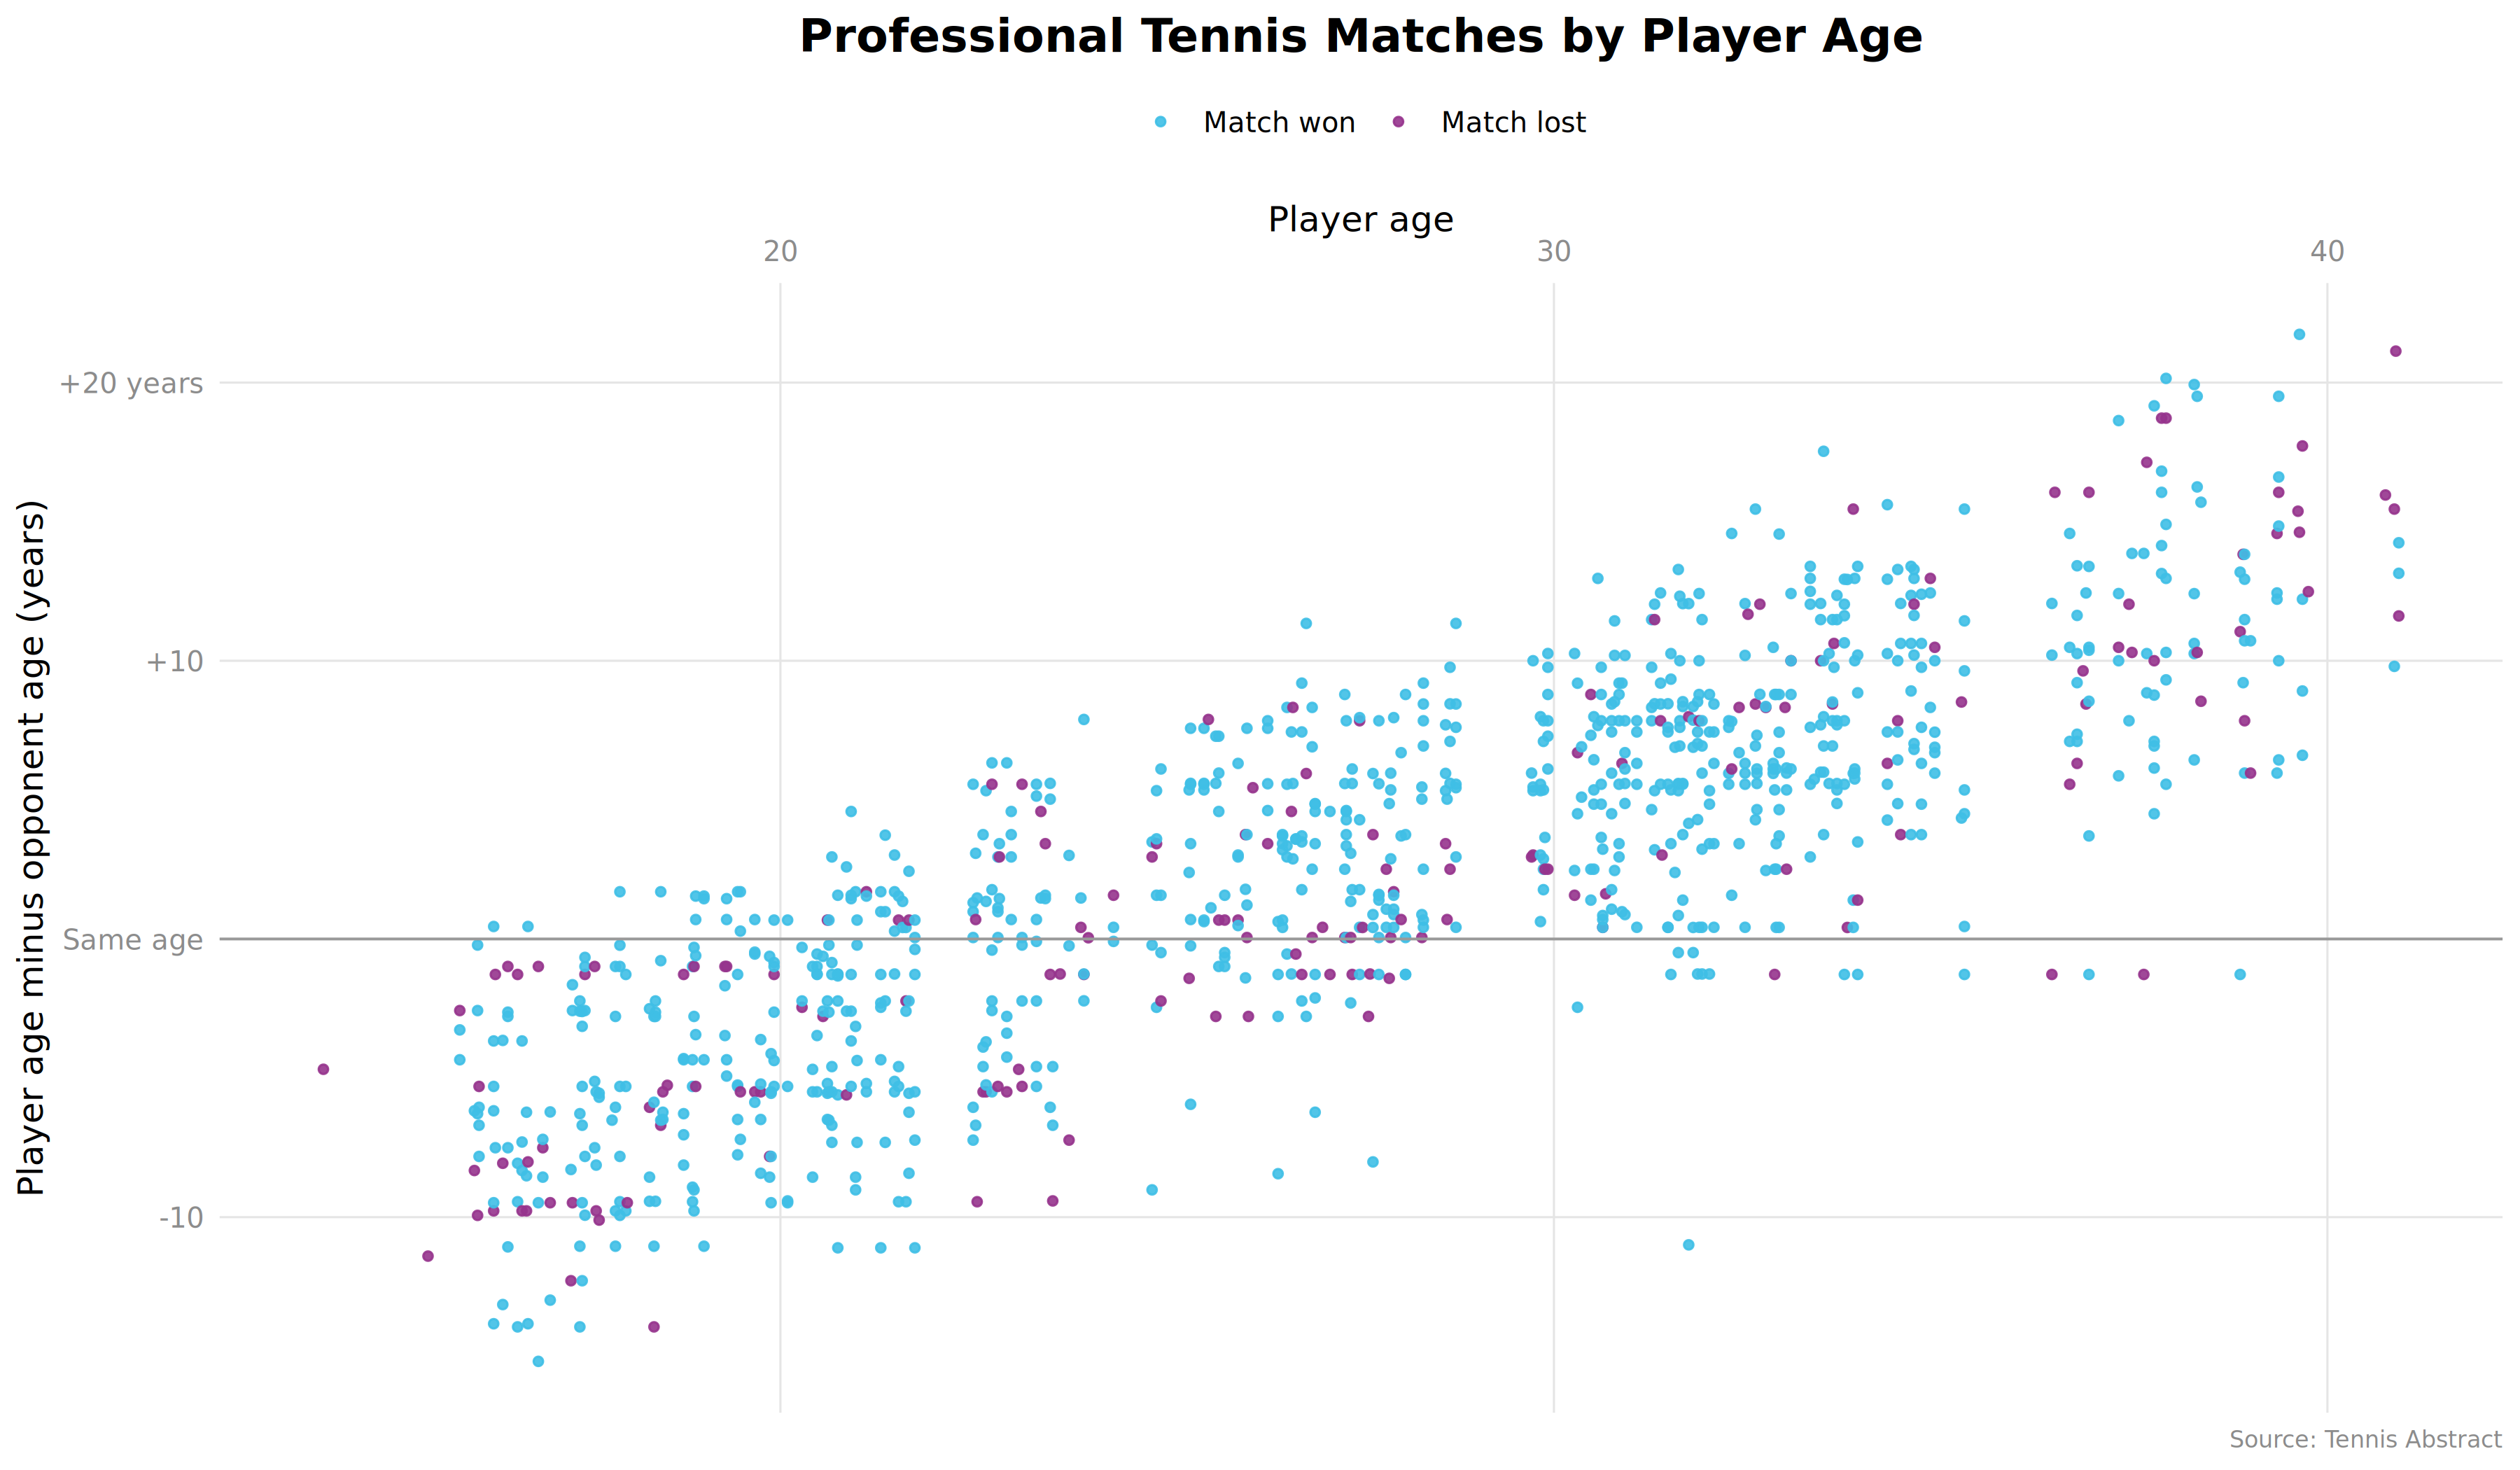 Professional Tennis Matches by Player Age
Match won
Match lost
Player age
20
30
40
+20 years
+10
Same age
-10
Player age minus opponent age (years)
Source: Tennis Abstract